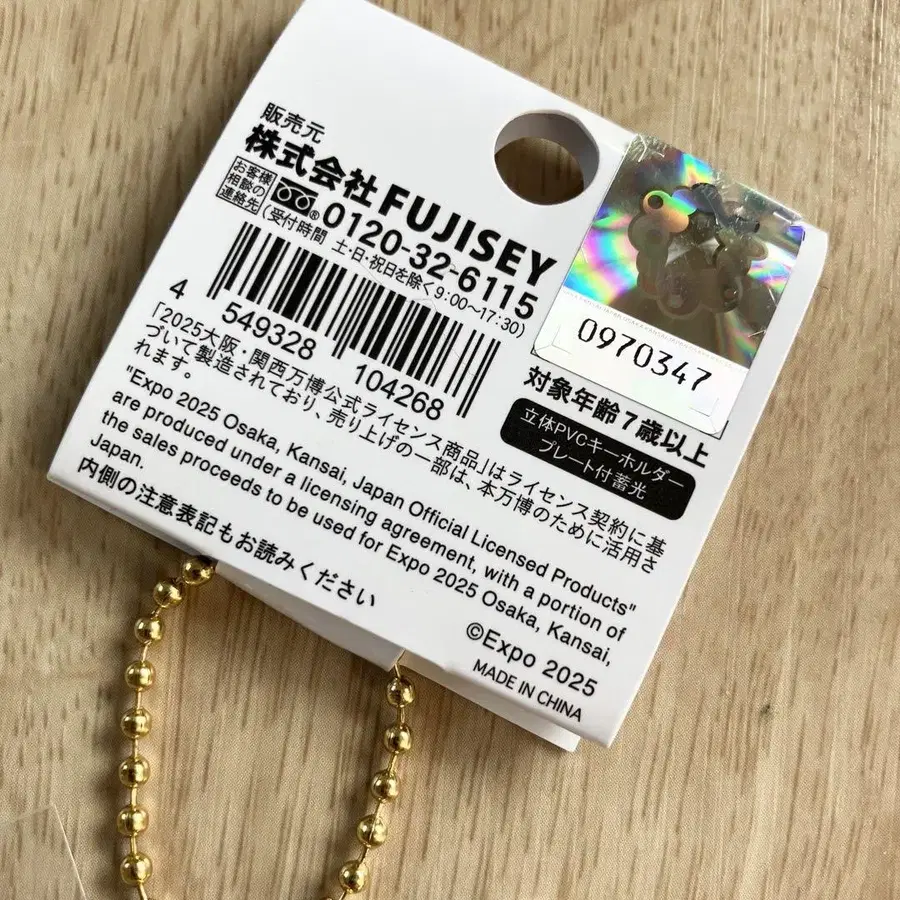 販売元
株式会社FUJISEY
お客様
相談の
連絡先
® 0120-32-6115
(受付時間 土・日・祝日を除く9:00〜17:30)
4 549328 104268
0970347
対象年齢7歳以上
立体PVCキーホルダー
プレート付蓄光
「2025大阪・関西万博公式ライセンス商品」はライセンス契約に基
づいて製造されており、売り上げの一部は、本万博のために活用さ
れます。
"Expo 2025 Osaka, Kansai, Japan Official Licensed Products"
are produced under a licensing agreement, with a portion of
the sales proceeds to be used for Expo 2025 Osaka, Kansai,
Japan.
内側の注意表記もお読みください
©Expo 2025
MADE IN CHINA